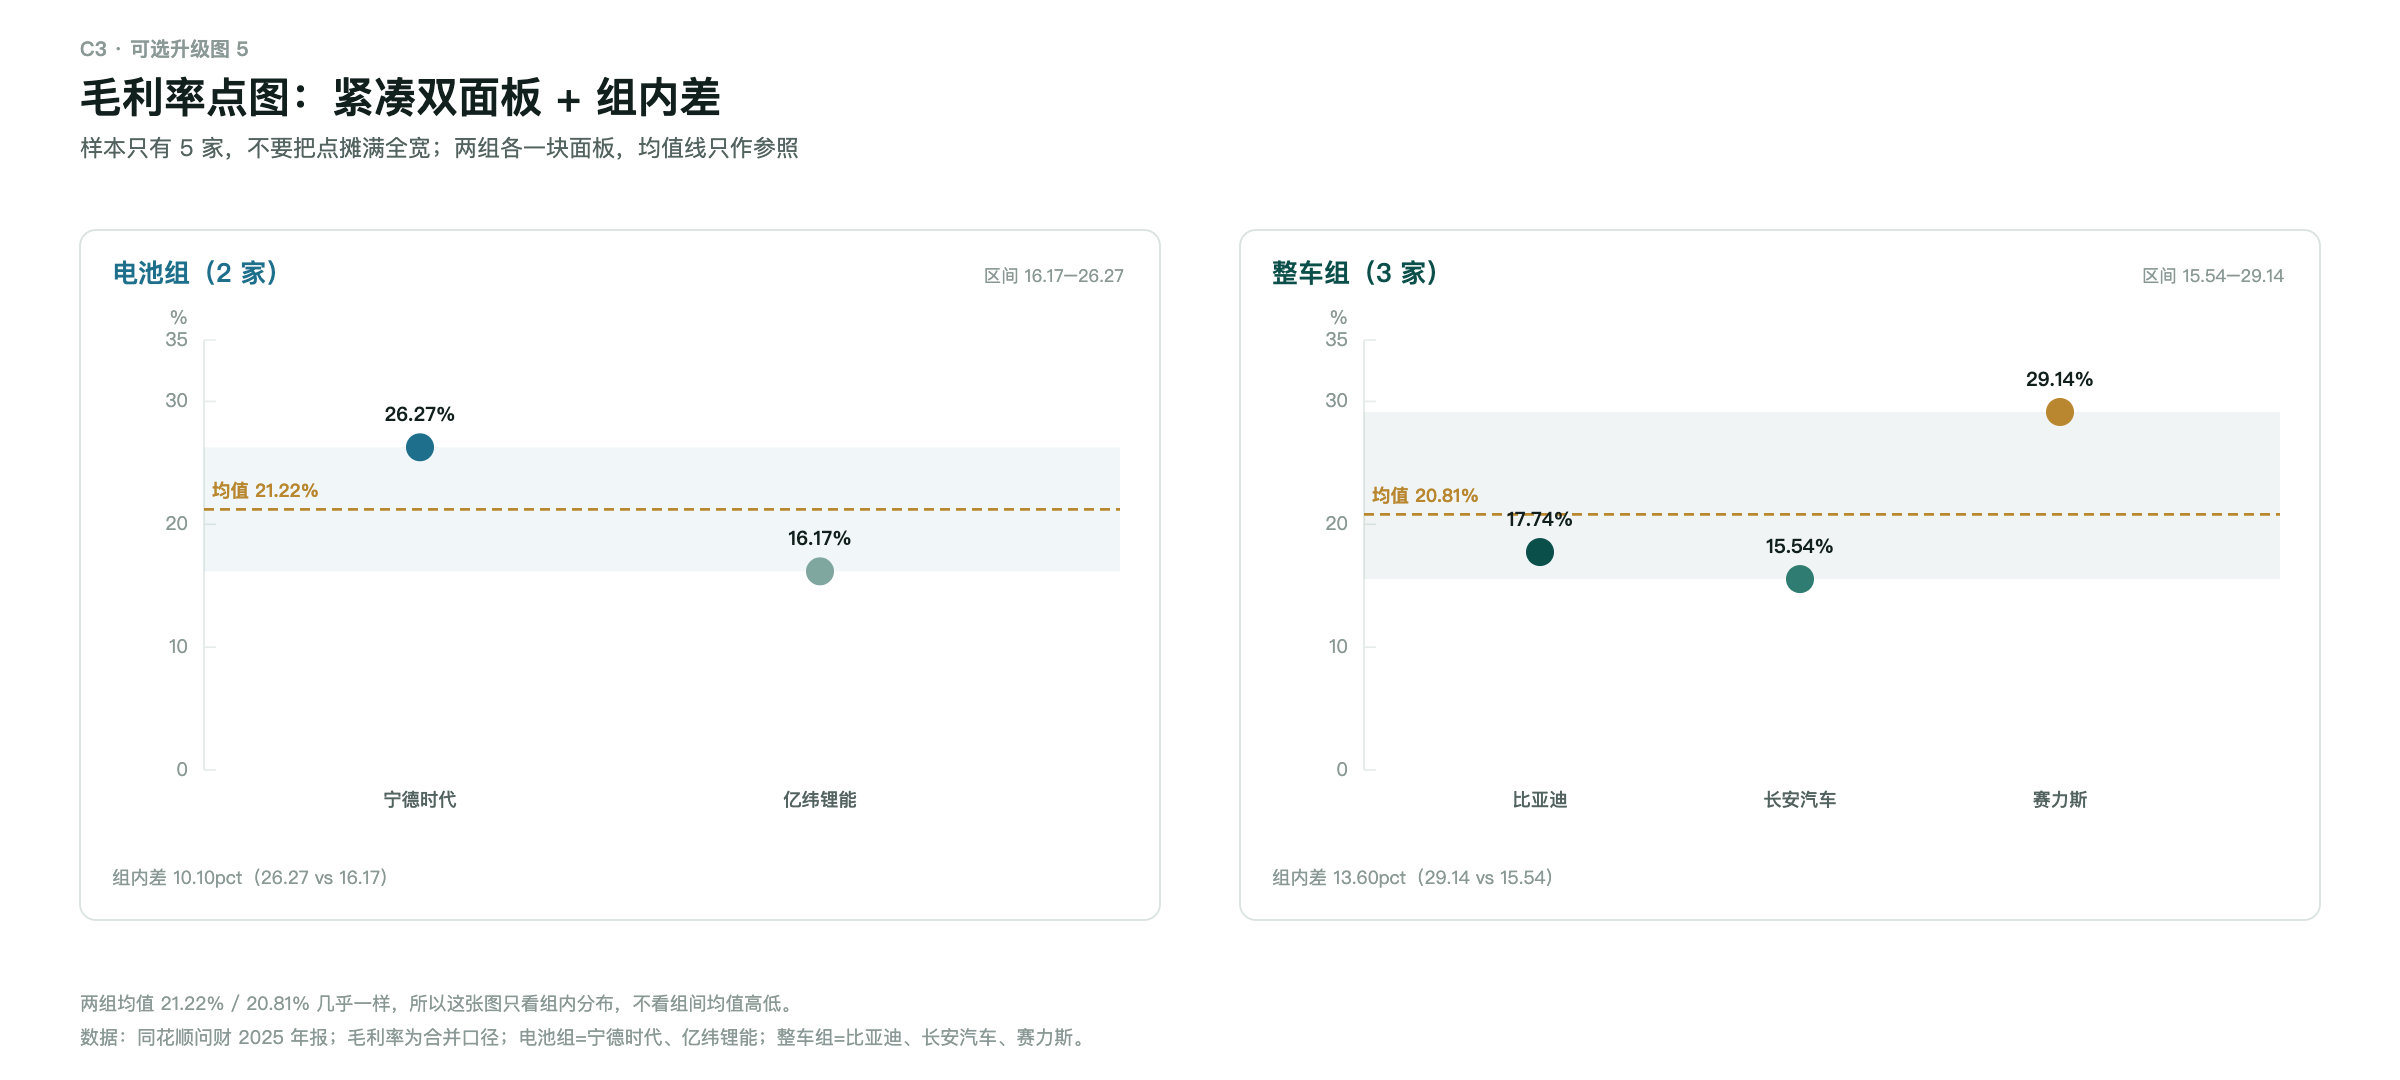 C3 · 可选升级图 5
毛利率点图：紧凑双面板 + 组内差
样本只有 5 家，不要把点摊满全宽；两组各一块面板，均值线只作参照
电池组（2 家）
区间 16.17—26.27
%
35
30
20
10
0
26.27%
均值 21.22%
16.17%
宁德时代
亿纬锂能
组内差 10.10pct（26.27 vs 16.17）
整车组（3 家）
区间 15.54—29.14
%
35
30
20
10
0
29.14%
均值 20.81%
17.74%
15.54%
比亚迪
长安汽车
赛力斯
组内差 13.60pct（29.14 vs 15.54）
两组均值 21.22% / 20.81% 几乎一样，所以这张图只看组内分布，不看组间均值高低。
数据：同花顺问财 2025 年报；毛利率为合并口径；电池组=宁德时代、亿纬锂能；整车组=比亚迪、长安汽车、赛力斯。